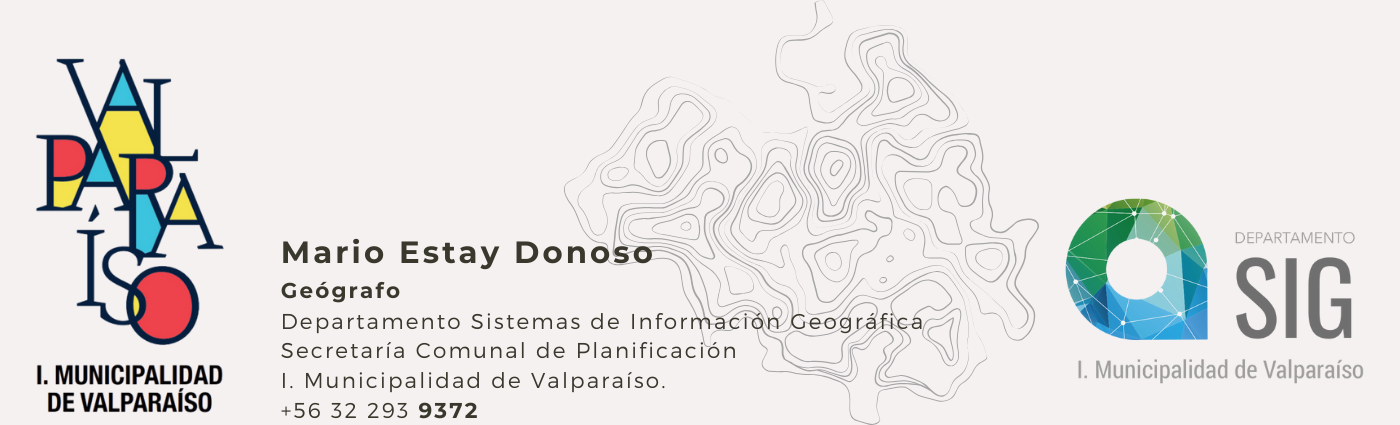 VAL
PARA
ÍSO
I. MUNICIPALIDAD
DE VALPARAÍSO
Mario Estay Donoso
Geógrafo
Departamento Sistemas de Información Geográfica
Secretaría Comunal de Planificación
I. Municipalidad de Valparaíso.
+56 32 293 9372
DEPARTAMENTO
SIG
I. Municipalidad de Valparaíso